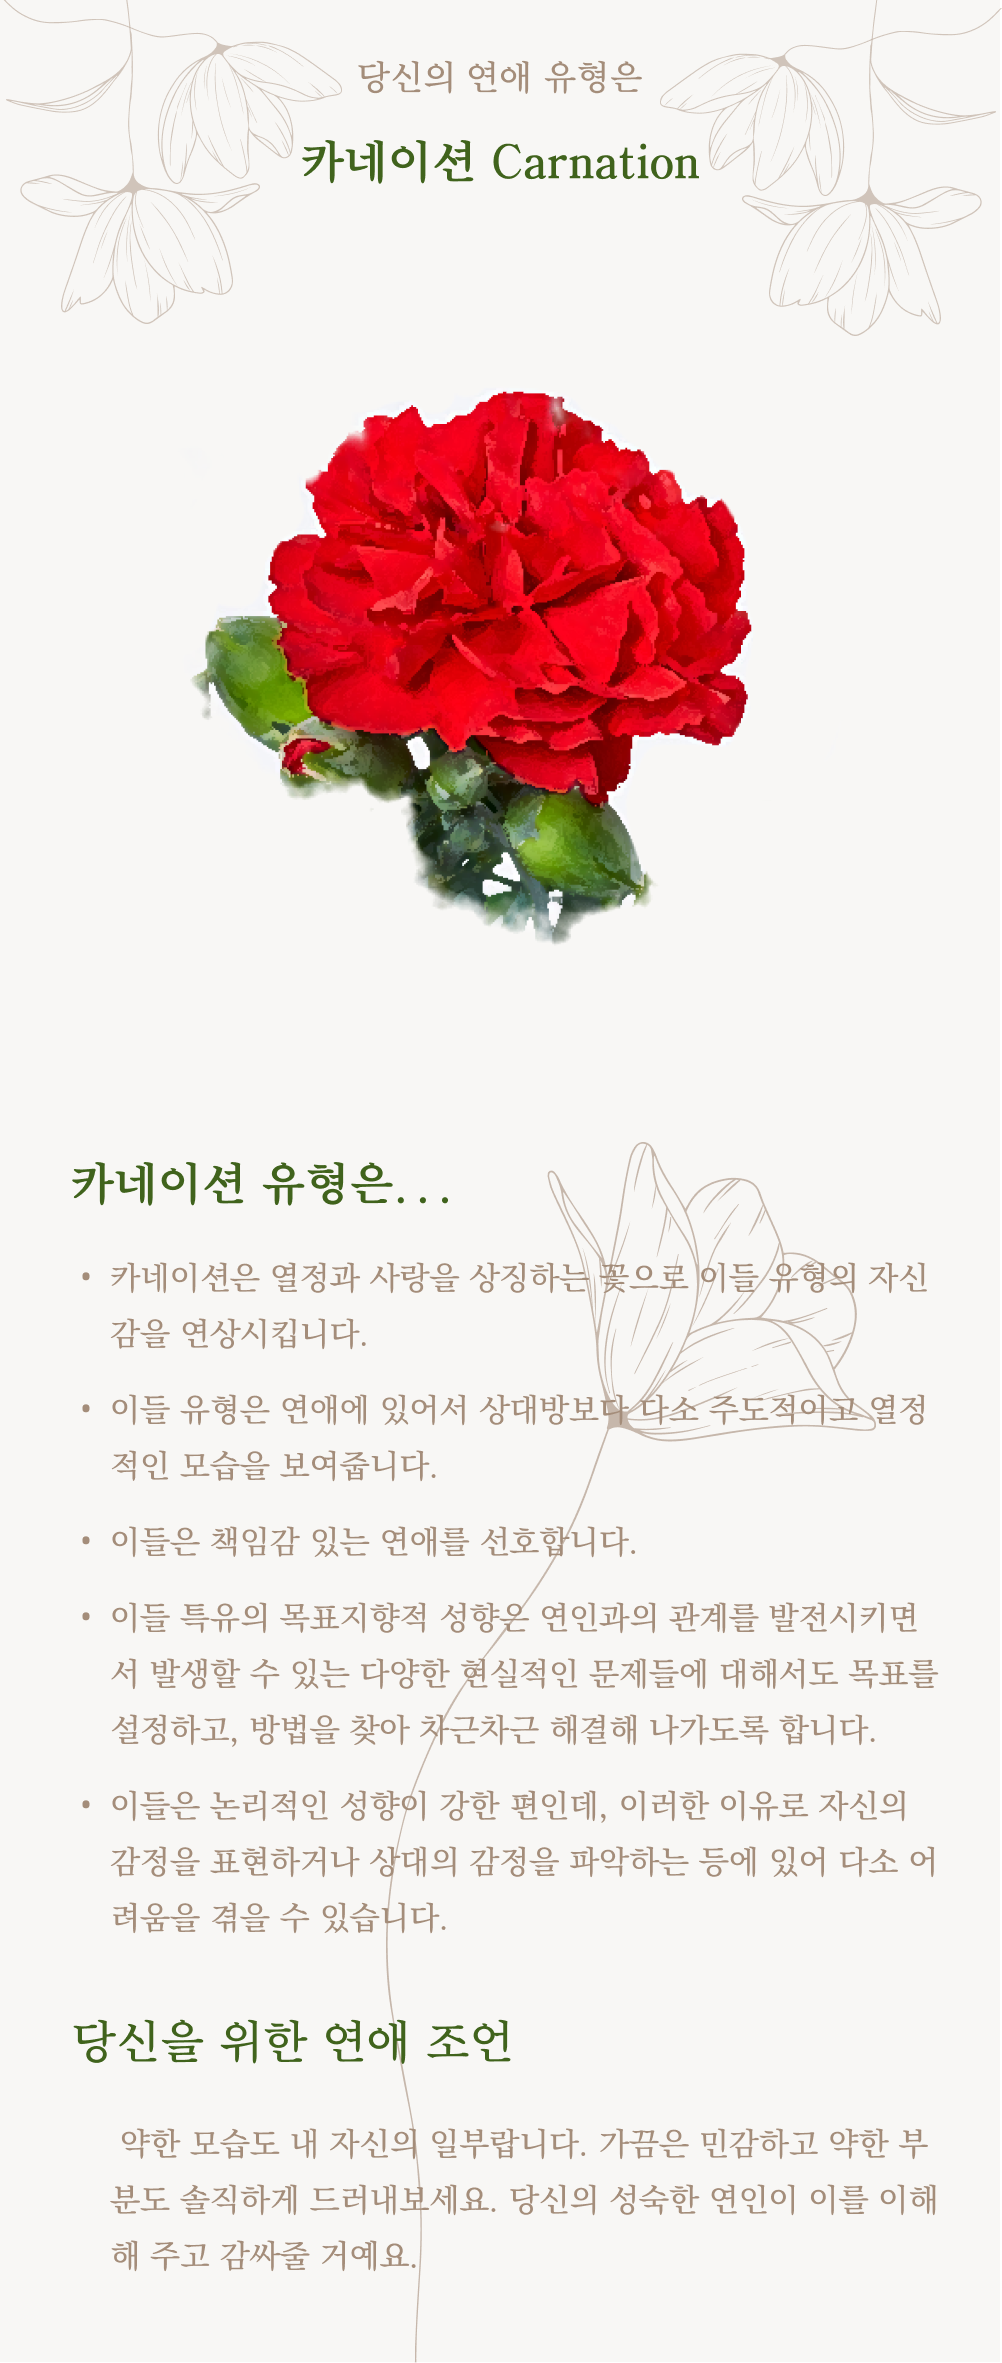 당신의 연애 유형은
카네이션 Carnation
카네이션 유형은...
• 카네이션은 열정과 사랑을 상징하는 꽃으로 이들 유형의 자신
감을 연상시킵니다.
• 이들 유형은 연애에 있어서 상대방보다 다소 주도적이고 열정
적인 모습을 보여줍니다.
• 이들은 책임감 있는 연애를 선호합니다.
• 이들 특유의 목표지향적 성향은 연인과의 관계를 발전시키면
서 발생할 수 있는 다양한 현실적인 문제들에 대해서도 목표를
설정하고, 방법을 찾아 차근차근 해결해 나가도록 합니다.
• 이들은 논리적인 성향이 강한 편인데, 이러한 이유로 자신의
감정을 표현하거나 상대의 감정을 파악하는 등에 있어 다소 어
려움을 겪을 수 있습니다.
당신을 위한 연애 조언
약한 모습도 내 자신의 일부랍니다. 가끔은 민감하고 약한 부
분도 솔직하게 드러내보세요. 당신의 성숙한 연인이 이를 이해
해 주고 감싸줄 거예요.